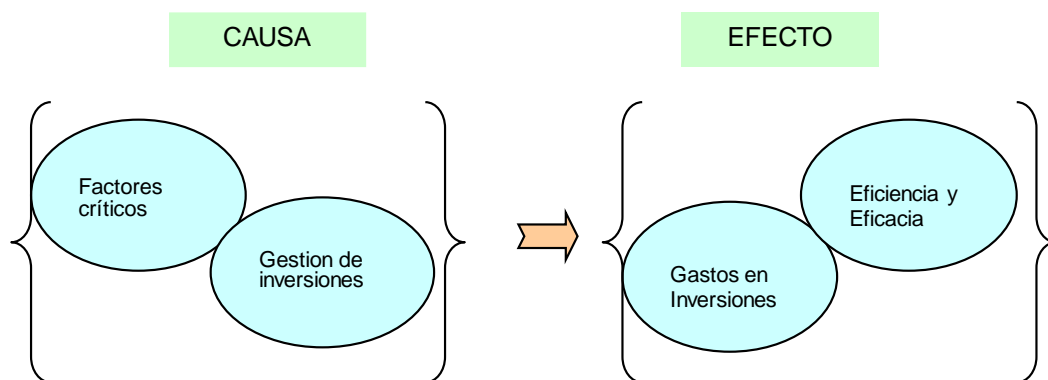 CAUSA
EFECTO
Factores
críticos
Gestion de
inversiones
Gastos en
Inversiones
Eficiencia y
Eficacia